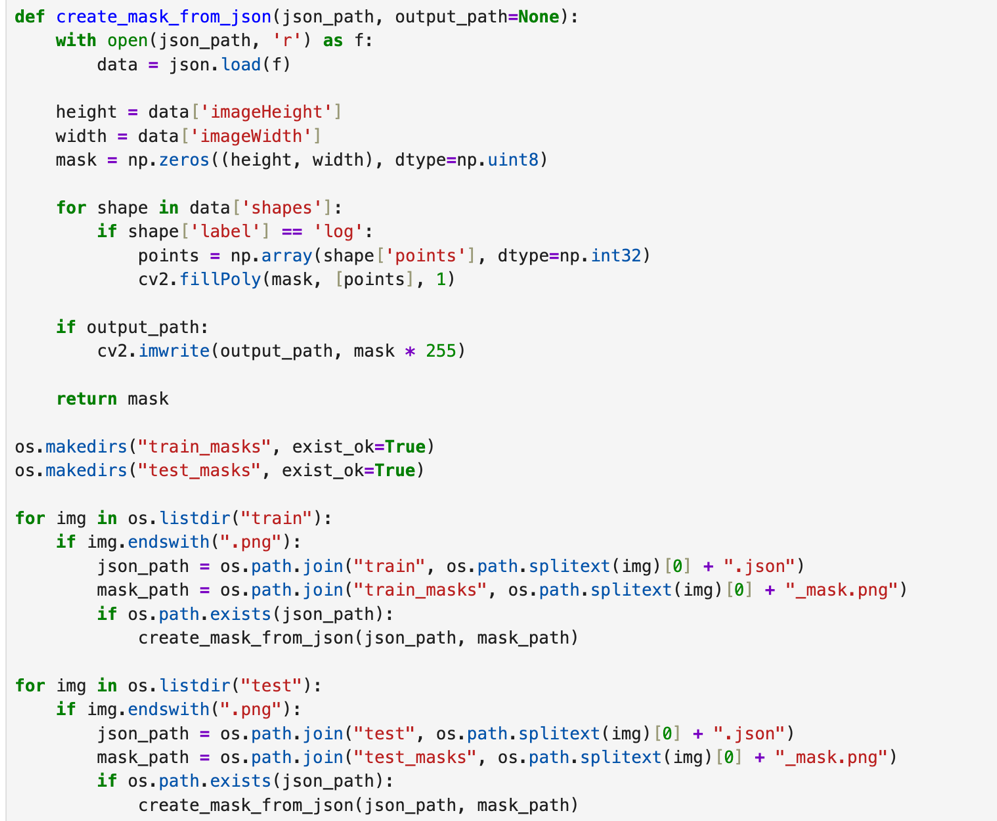 def create_mask_from_json(json_path, output_path=None):
    with open(json_path, 'r') as f:
        data = json.load(f)

    height = data['imageHeight']
    width = data['imageWidth']
    mask = np.zeros((height, width), dtype=np.uint8)

    for shape in data['shapes']:
        if shape['label'] == 'log':
            points = np.array(shape['points'], dtype=np.int32)
            cv2.fillPoly(mask, [points], 1)

    if output_path:
        cv2.imwrite(output_path, mask * 255)

    return mask

os.makedirs("train_masks", exist_ok=True)
os.makedirs("test_masks", exist_ok=True)

for img in os.listdir("train"):
    if img.endswith(".png"):
        json_path = os.path.join("train", os.path.splitext(img)[0] + ".json")
        mask_path = os.path.join("train_masks", os.path.splitext(img)[0] + "_mask.png")
        if os.path.exists(json_path):
            create_mask_from_json(json_path, mask_path)

for img in os.listdir("test"):
    if img.endswith(".png"):
        json_path = os.path.join("test", os.path.splitext(img)[0] + ".json")
        mask_path = os.path.join("test_masks", os.path.splitext(img)[0] + "_mask.png")
        if os.path.exists(json_path):
            create_mask_from_json(json_path, mask_path)